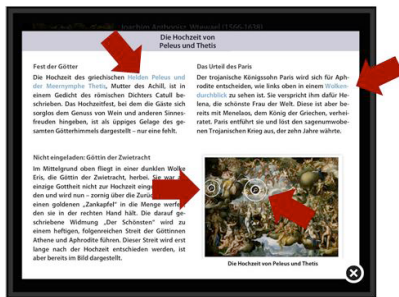 Joachim Anthonisz Wtewael (1566-1638)
Die Hochzeit von
Peleus und Thetis
Fest der Götter
Die Hochzeit des griechischen Helden Peleus und
der Meernymphe Thetis, Mutter des Achill, ist in
einem Gedicht des römischen Dichters Catull be-
schrieben. Das Hochzeitfest, bei dem die Gäste sich
sorglos dem Genuss von Wein und anderen Sinnes-
freuden hingeben, ist als üppiges Gelage der ge-
samten Götterhimmels dargestellt – nur eine fehlt.
Nicht eingeladen: Göttin der Zwietracht
Im Mittelgrund oben fliegt in einer dunklen Wolke
Eris, die Göttin der Zwietracht, herbei. Sie war
einzige Gottheit nicht zur Hochzeit
den und wird nun – zornig über die
einen goldenen „Zankapfel“ in die Menge
den sie in der rechten Hand hält. Die darauf ge-
schriebene Widmung „Der Schönsten“ wird zu
einem heftigen, folgenreichen Streit der Göttinnen
Athene und Aphrodite führen. Dieser Streit wird erst
lange nach der Hochzeit entschieden werden, ist
aber bereits im Bild dargestellt.
Das Urteil des Paris
Der trojanische Königssohn Paris wird sich für Aph-
rodite entscheiden, wie links oben in einem Wolken-
durchblick zu sehen ist. Sie verspricht ihm dafür He-
lena, die schönste Frau der Welt. Diese ist aber be-
reits mit Menelaos, dem König der Griechen, verhei-
ratet. Paris entführt sie und löst den sagenumwobe-
nen Trojanischen Krieg aus, der zehn Jahre währte.
Die Hochzeit von Peleus und Thetis